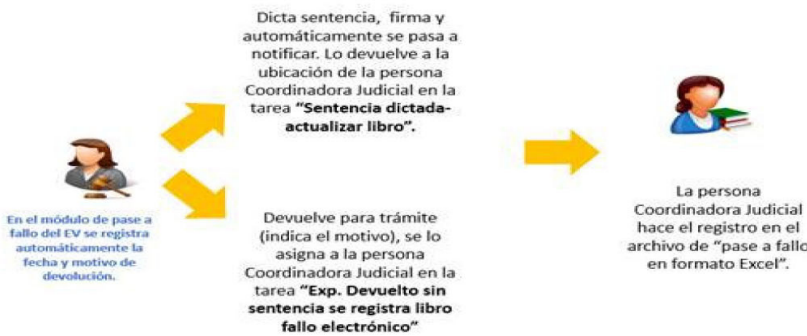 Dicta sentencia, firma y
automáticamente se pasa a
notificar. Lo devuelve a la
ubicación de la persona
Coordinadora Judicial en la
tarea “Sentencia dictada-
actualizar libro”.
En el módulo de pase a
fallo del EV se registra
automáticamente la
fecha y motivo de
devolución.
Devuelve para trámite
(indica el motivo), se lo
asigna a la persona
Coordinadora Judicial en la
tarea “Exp. Devuelto sin
sentencia se registra libro
fallo electrónico”
La persona
Coordinadora Judicial
hace el registro en el
archivo de “pase a fallo
en formato Excel”.